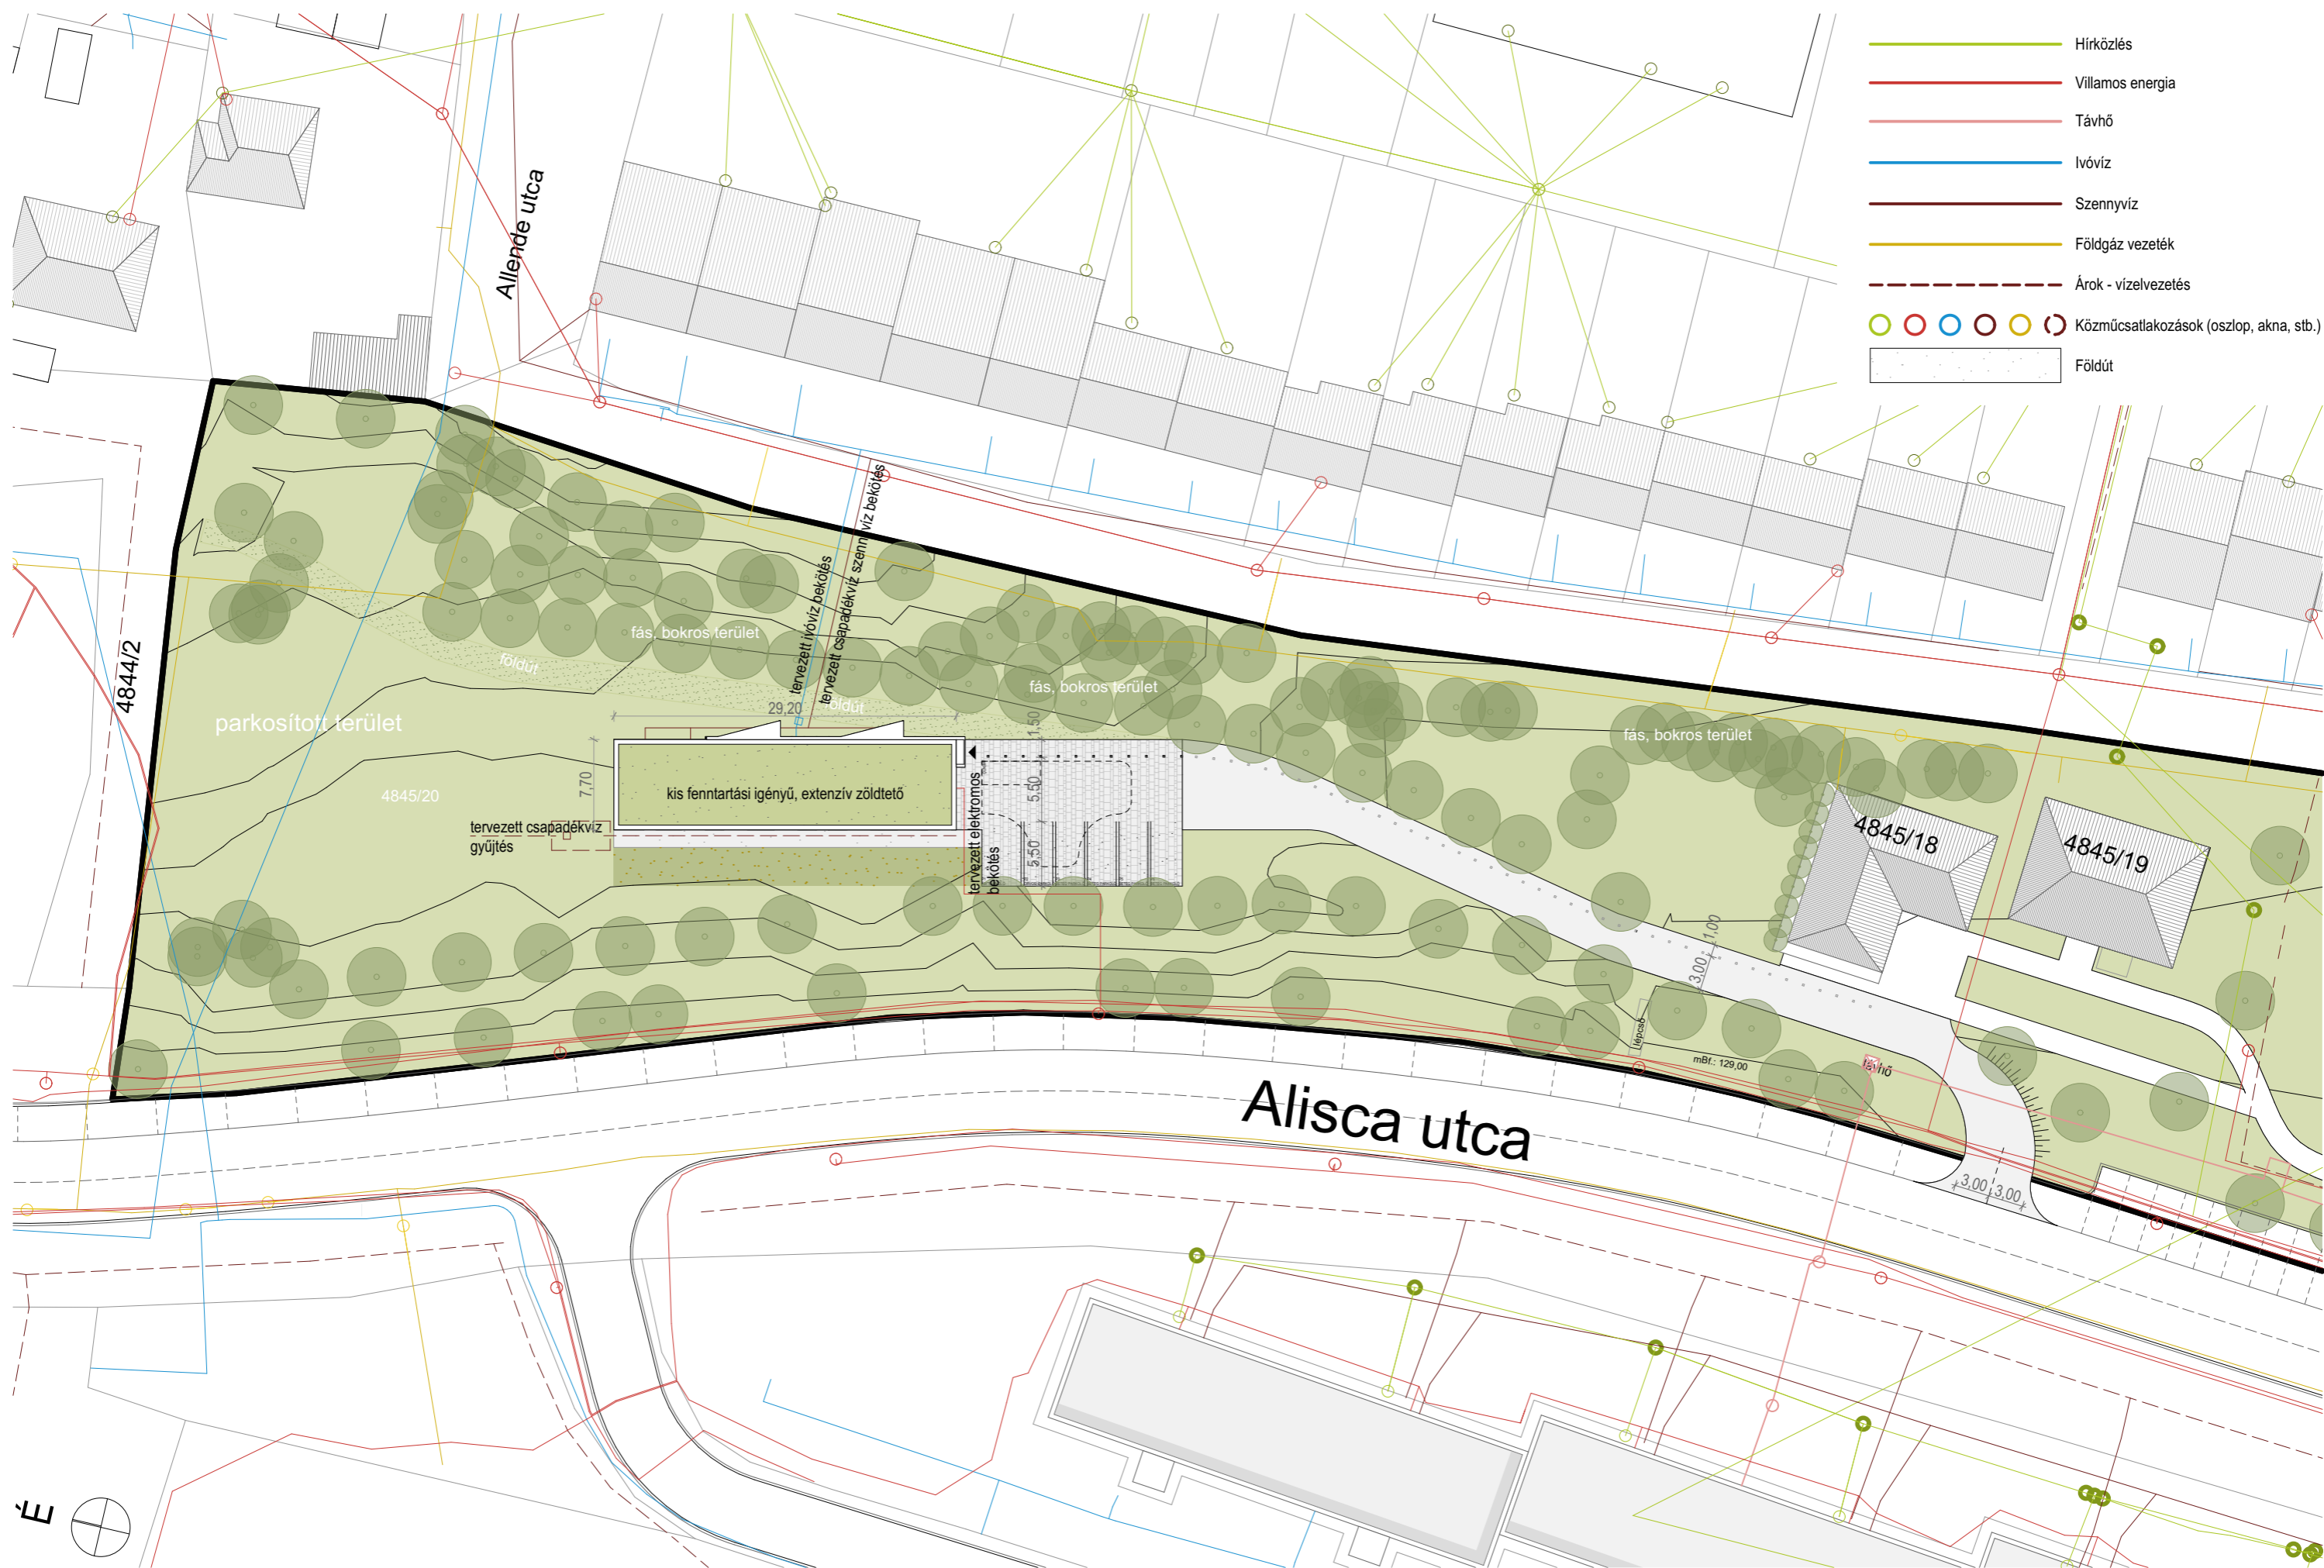 Hírközlés
Villamos energia
Távhő
Ivóvíz
Szennyvíz
Földgáz vezeték
Árok - vízelvezetés
Közműcsatlakozások (oszlop, akna, stb.)
Földút
Allende utca
4844/2
parkosított terület
4845/20
földút
fás, bokros terület
tervezett ivóvíz bekötés
tervezett csapadékvíz szennyvíz bekötés
földút
fás, bokros terület
fás, bokros terület
29,20
7,70
1,50
5,50
5,50
kis fenntartási igényű, extenzív zöldtető
tervezett csapadékvíz
gyűjtés
tervezett elektromos
bekötés
4845/18
4845/19
1,00
3,00
lépcső
mBf.: 129,00
távhő
Alisca utca
3,00
3,00
É